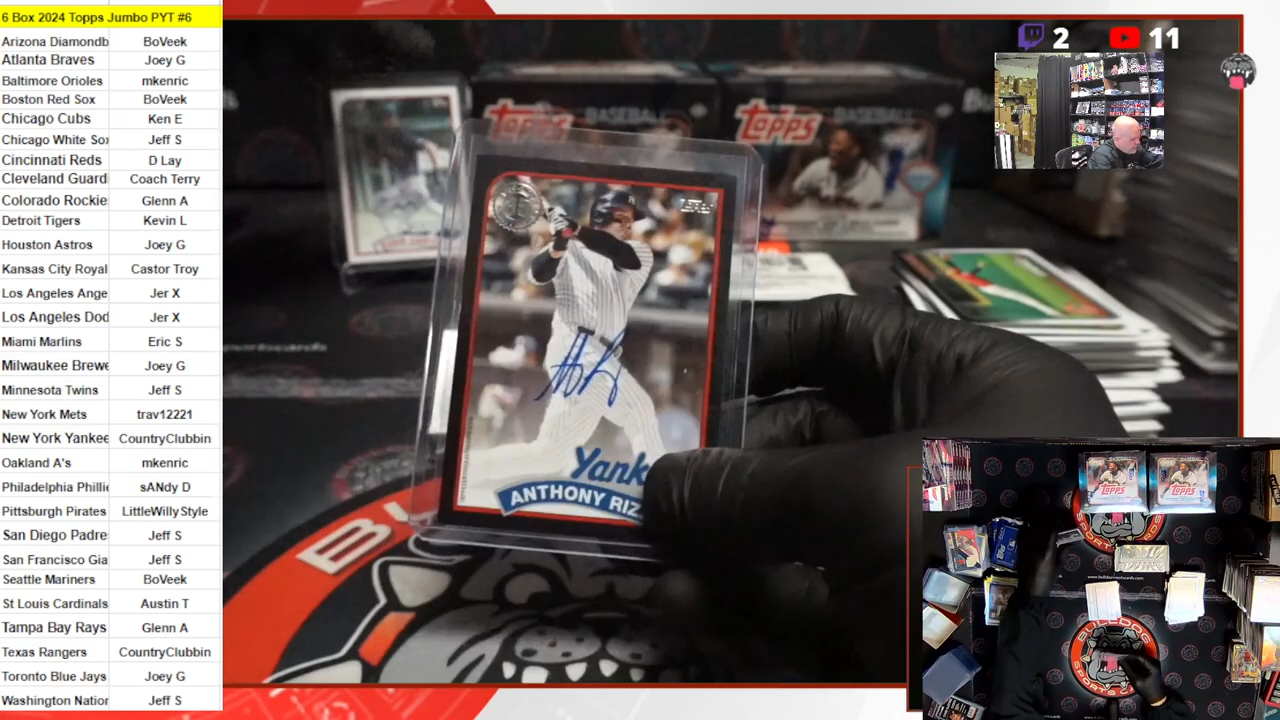 6 Box 2024 Topps Jumbo PYT #6
Arizona Diamondb BoVeek
Atlanta Braves Joey G
Baltimore Orioles mkenric
Boston Red Sox BoVeek
Chicago Cubs Ken E
Chicago White Sox Jeff S
Cincinnati Reds D Lay
Cleveland Guard Coach Terry
Colorado Rockie Glenn A
Detroit Tigers Kevin L
Houston Astros Joey G
Kansas City Royal Castor Troy
Los Angeles Ange Jer X
Los Angeles Dod Jer X
Miami Marlins Eric S
Milwaukee Brewe Joey G
Minnesota Twins Jeff S
New York Mets trav12221
New York Yankee CountryClubbin
Oakland A's mkenric
Philadelphia Phillie sANdy D
Pittsburgh Pirates LittleWillyStyle
San Diego Padre Jeff S
San Francisco Gia Jeff S
Seattle Mariners BoVeek
St Louis Cardinals Austin T
Tampa Bay Rays Glenn A
Texas Rangers CountryClubbin
Toronto Blue Jays Joey G
Washington Nation Jeff S
2 11
Topps BASEBALL
Topps BASEBALL
Yank
ANTHONY RIZ
BULLDOG